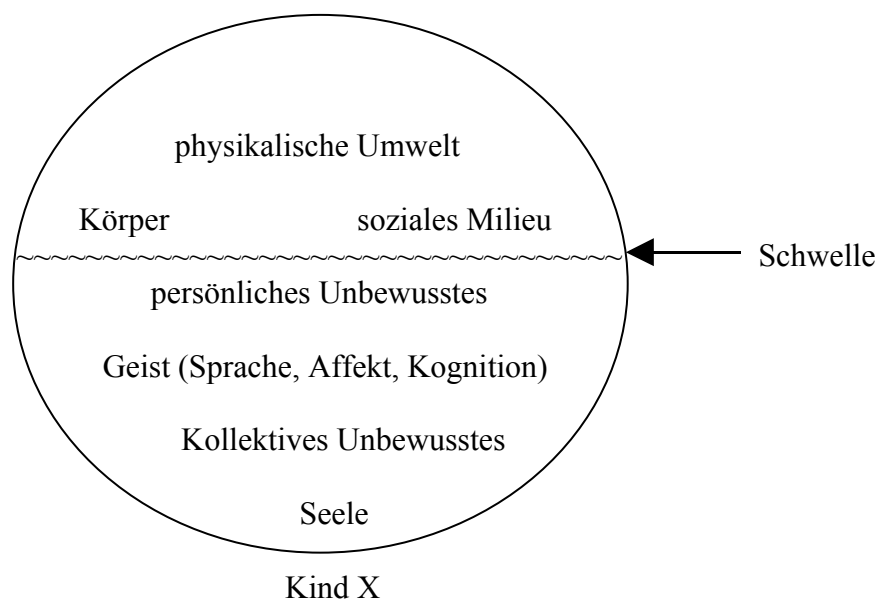 physikalische Umwelt
Körper soziales Milieu
~~~~~~~~~~~~~~~~~~~~~~~~~~~~~~~~~~~~
Schwelle
persönliches Unbewusstes
Geist (Sprache, Affekt, Kognition)
Kollektives Unbewusstes
Seele
Kind X